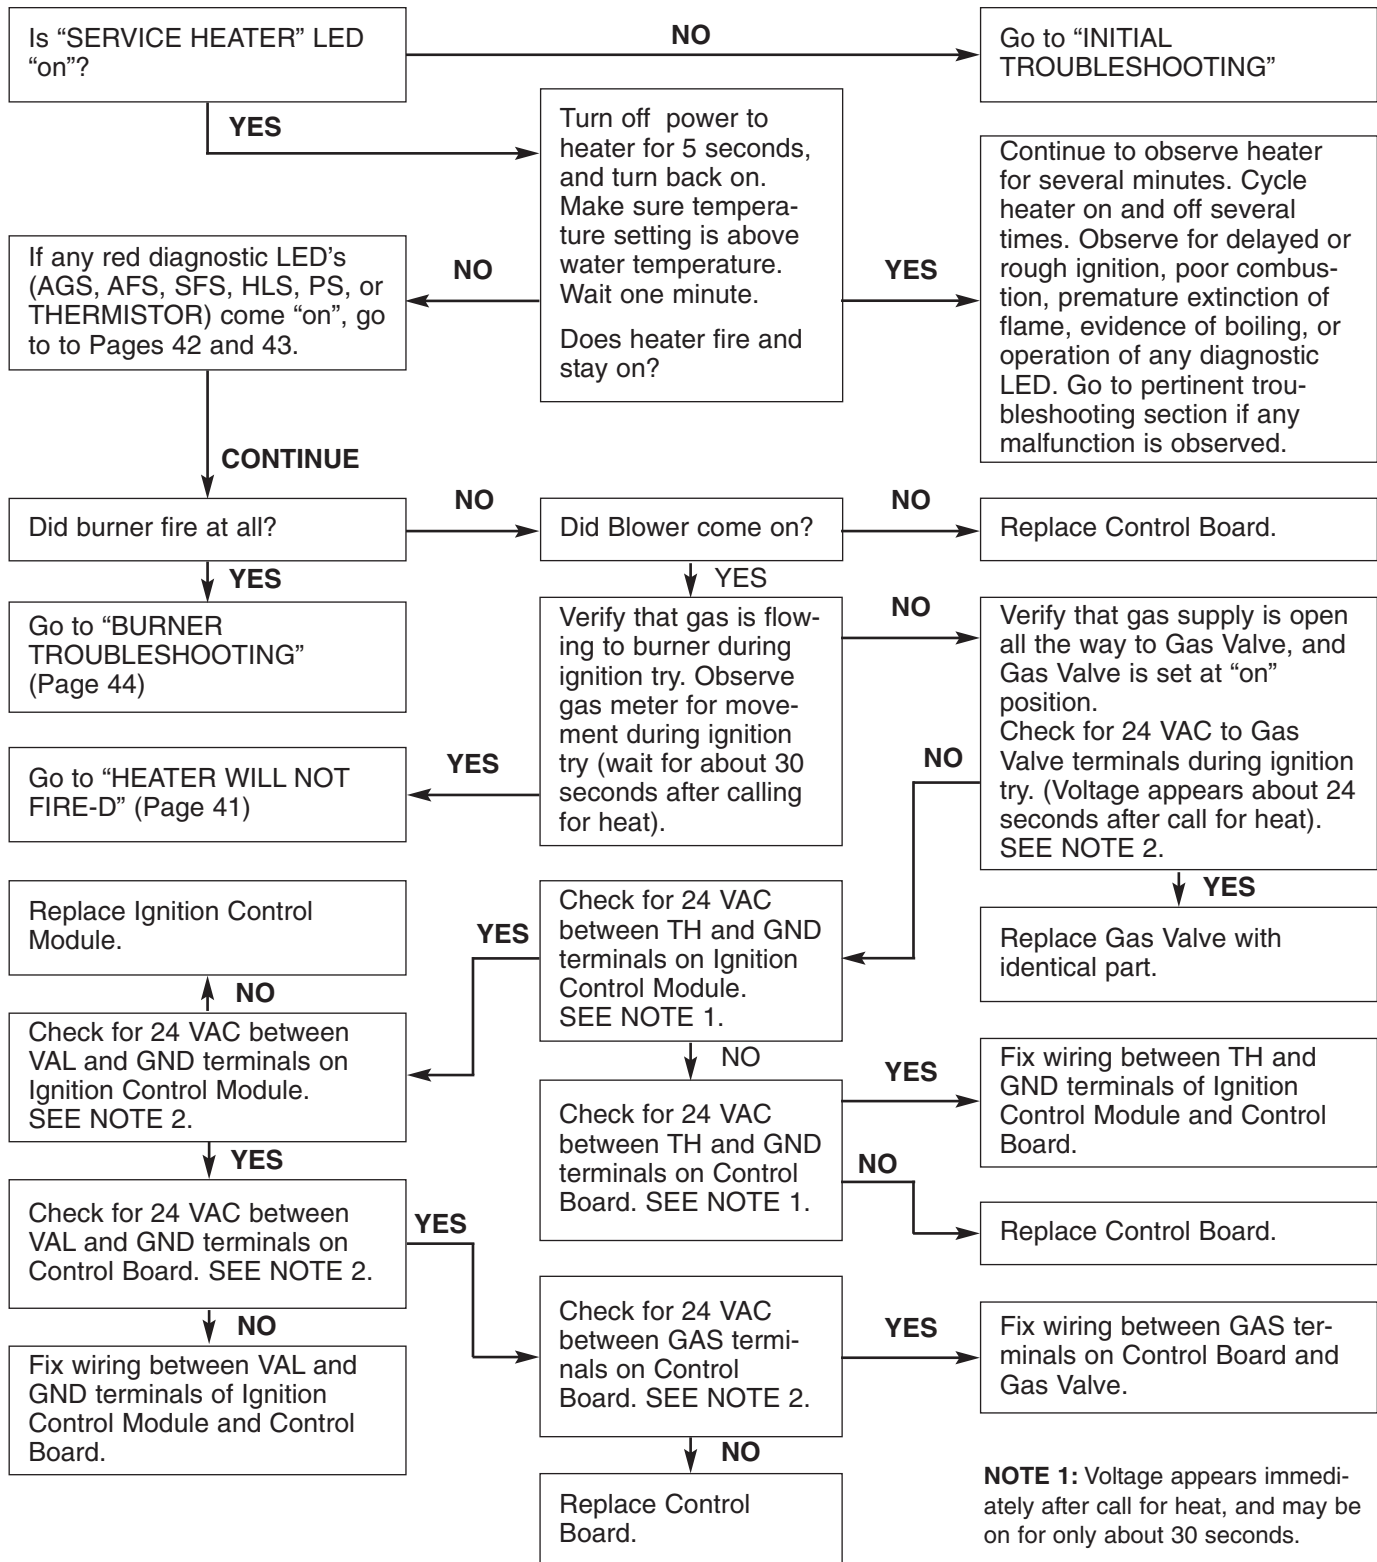 Is “SERVICE HEATER” LED
“on”?
NO
Go to “INITIAL
TROUBLESHOOTING”
YES
Turn off  power to
heater for 5 seconds,
and turn back on.
Make sure tempera-
ture setting is above
water temperature.
Wait one minute.
Does heater fire and
stay on?
NO
If any red diagnostic LED’s
(AGS, AFS, SFS, HLS, PS, or
THERMISTOR) come “on”, go
to to Pages 42 and 43.
YES
Continue to observe heater
for several minutes. Cycle
heater on and off several
times. Observe for delayed or
rough ignition, poor combus-
tion, premature extinction of
flame, evidence of boiling, or
operation of any diagnostic
LED. Go to pertinent trou-
bleshooting section if any
malfunction is observed.
CONTINUE
Did burner fire at all?
NO
Did Blower come on?
NO
Replace Control Board.
YES
Go to “BURNER
TROUBLESHOOTING”
(Page 44)
YES
Verify that gas is flow-
ing to burner during
ignition try. Observe
gas meter for move-
ment during ignition
try (wait for about 30
seconds after calling
for heat).
NO
Verify that gas supply is open
all the way to Gas Valve, and
Gas Valve is set at “on”
position.
Check for 24 VAC to Gas
Valve terminals during ignition
try. (Voltage appears about 24
seconds after call for heat).
SEE NOTE 2.
YES
Go to “HEATER WILL NOT
FIRE-D” (Page 41)
NO
YES
Replace Gas Valve with
identical part.
Check for 24 VAC
between TH and GND
terminals on Ignition
Control Module.
SEE NOTE 1.
YES
Replace Ignition Control
Module.
NO
Check for 24 VAC between
VAL and GND terminals on
Ignition Control Module.
SEE NOTE 2.
NO
Check for 24 VAC
between TH and GND
terminals on Control
Board. SEE NOTE 1.
YES
Fix wiring between TH and
GND terminals of Ignition
Control Module and Control
Board.
NO
Replace Control Board.
YES
Check for 24 VAC between
VAL and GND terminals on
Control Board. SEE NOTE 2.
YES
Check for 24 VAC
between GAS termi-
nals on Control
Board. SEE NOTE 2.
YES
Fix wiring between GAS ter-
minals on Control Board and
Gas Valve.
NO
Fix wiring between VAL and
GND terminals of Ignition
Control Module and Control
Board.
NO
Replace Control
Board.
NOTE 1: Voltage appears immedi-
ately after call for heat, and may be
on for only about 30 seconds.